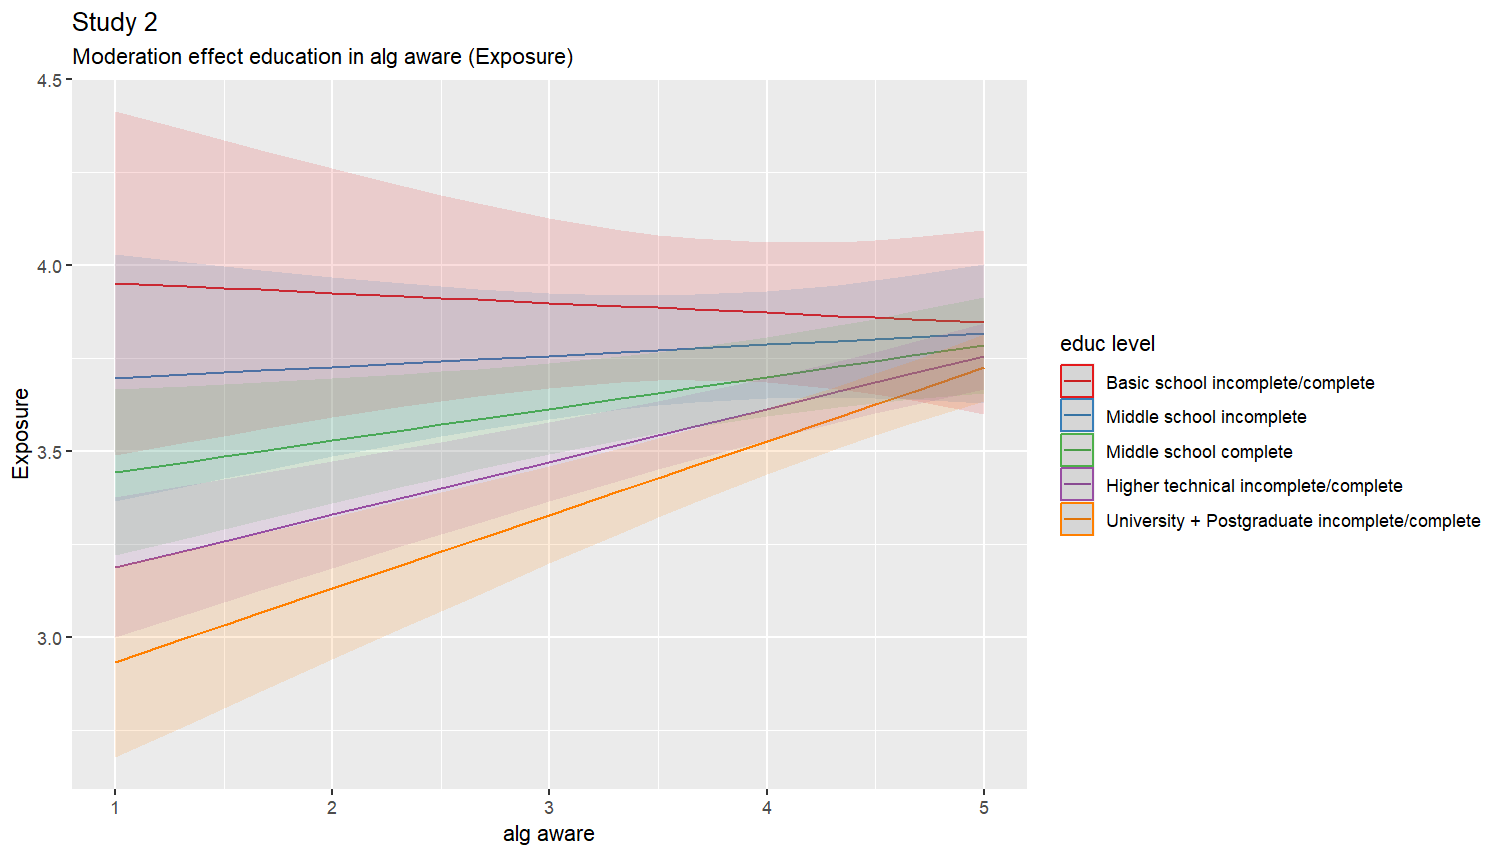 Study 2
Moderation effect education in alg aware (Exposure)
4.5
4.0
3.5
3.0
Exposure
1 2 3 4 5
alg aware
educ level
Basic school incomplete/complete
Middle school incomplete
Middle school complete
Higher technical incomplete/complete
University + Postgraduate incomplete/complete